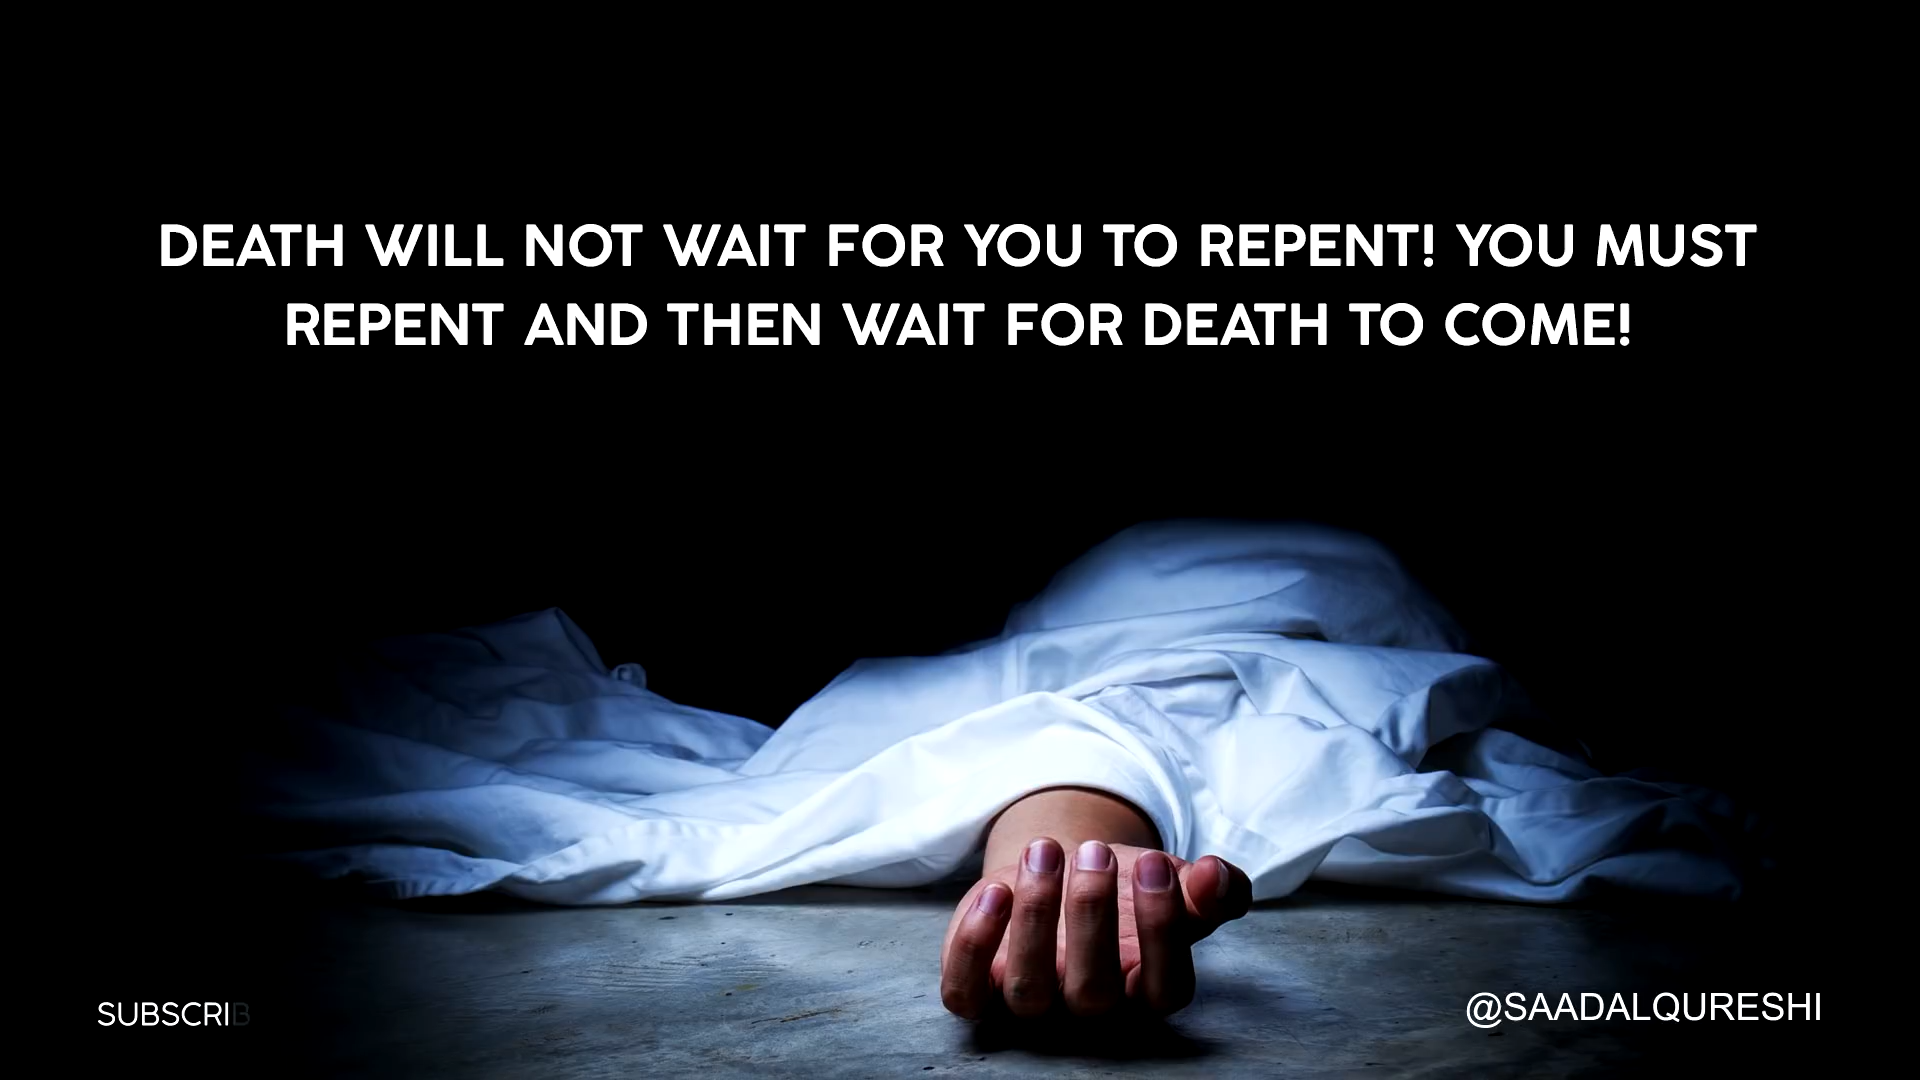 DEATH WILL NOT WAIT FOR YOU TO REPENT! YOU MUST
REPENT AND THEN WAIT FOR DEATH TO COME!
SUBSCRIB
@SAADALQURESHI